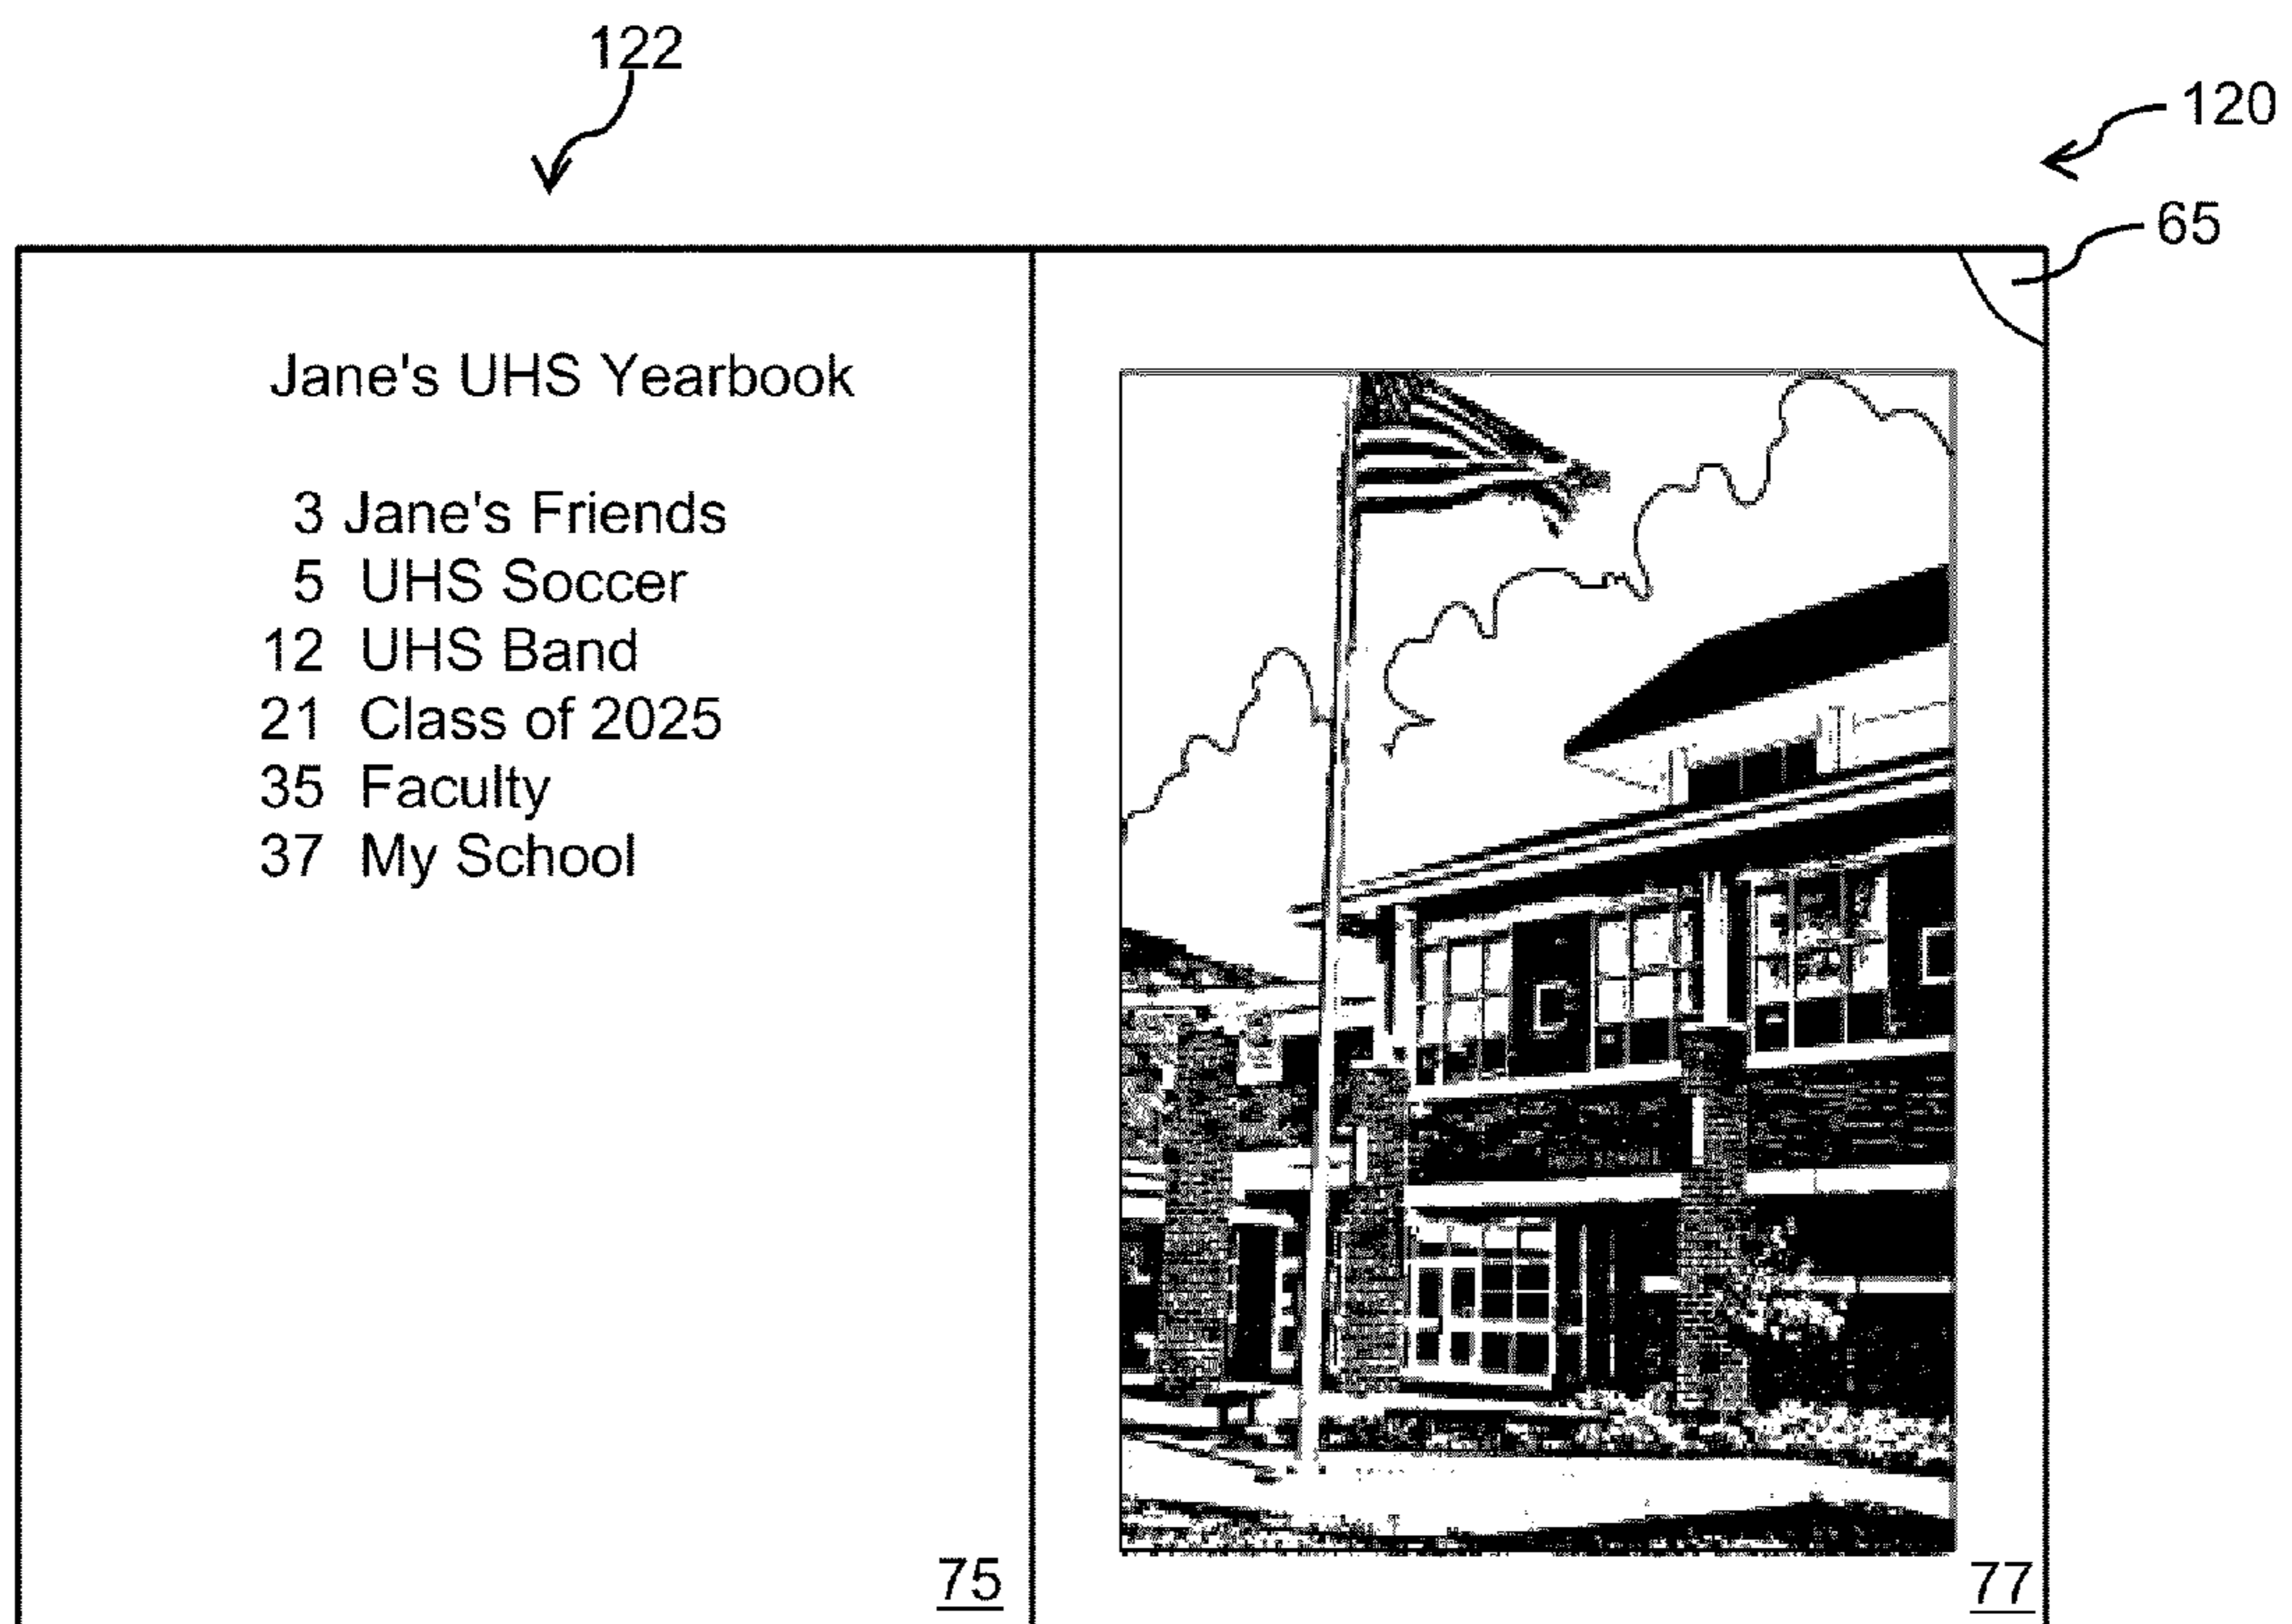 122
120
65
Jane's UHS Yearbook
3 Jane's Friends
5 UHS Soccer
12 UHS Band
21 Class of 2025
35 Faculty
37 My School
75
77